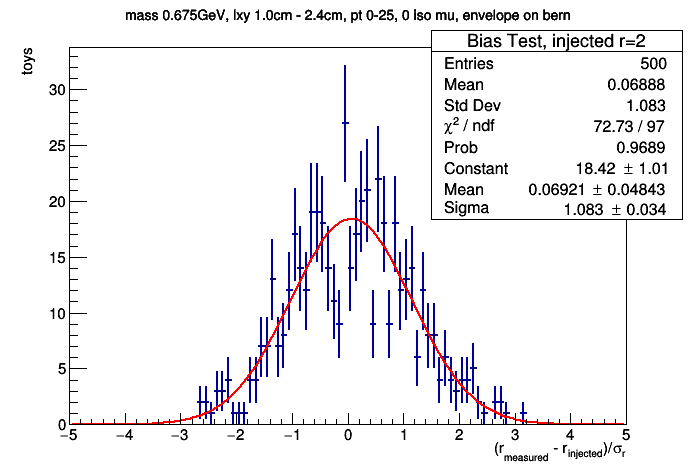 mass 0.675GeV, lxy 1.0cm - 2.4cm, pt 0-25, 0 Iso mu, envelope on bern
Bias Test, injected r=2
Entries 500
Mean 0.06888
Std Dev 1.083
χ² / ndf 72.73 / 97
Prob 0.9689
Constant 18.42 ± 1.01
Mean 0.06921 ± 0.04843
Sigma 1.083 ± 0.034
toys
30
25
20
15
10
5
0
−5 −4 −3 −2 −1 0 1 2 3 4 5
(r_measured - r_injected)/σ_r